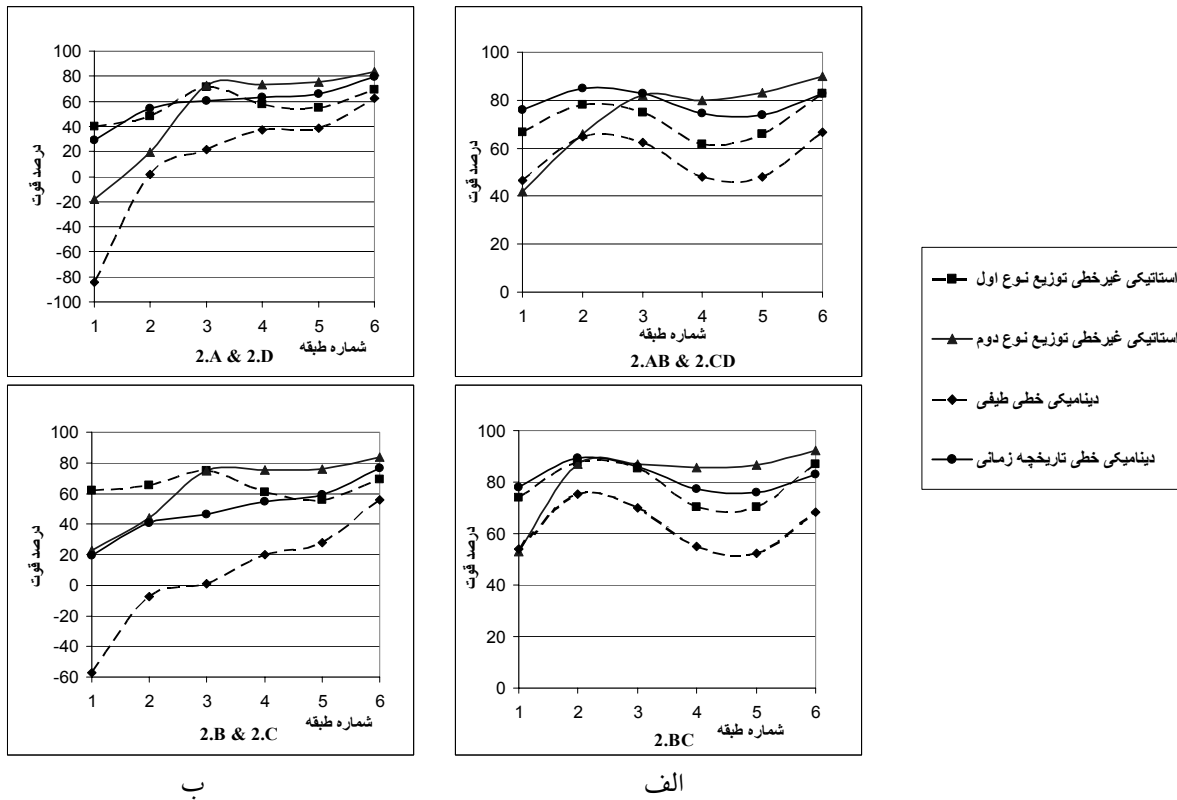 100
80
60
40
20
0
-20
-40
-60
-80
-100
درصد قوت
1 2 3 4 5 6
شماره طبقه
2.A & 2.D
100
80
60
40
20
0
درصد قوت
1 2 3 4 5 6
شماره طبقه
2.AB & 2.CD
استاتیکی غیرخطی توزیع نوع اول
استاتیکی غیرخطی توزیع نوع دوم
دینامیکی خطی طیفی
دینامیکی خطی تاریخچه زمانی
100
80
60
40
20
0
-20
-40
-60
درصد قوت
1 2 3 4 5 6
شماره طبقه
2.B & 2.C
100
80
60
40
20
0
درصد قوت
1 2 3 4 5 6
شماره طبقه
2.BC
الف
ب